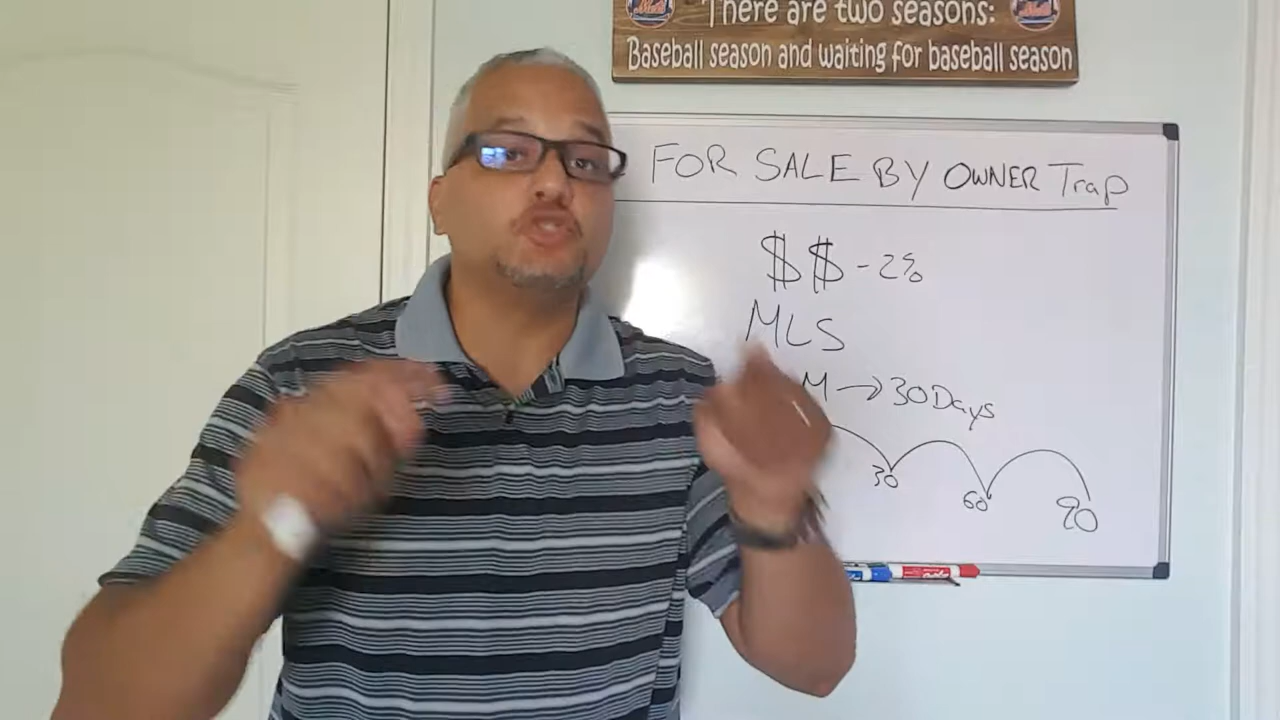 There are two seasons:
Baseball season and waiting for baseball season
FOR SALE BY OWNER Trap
$$ - 2%
MLS
M → 30 Days
30
60
90